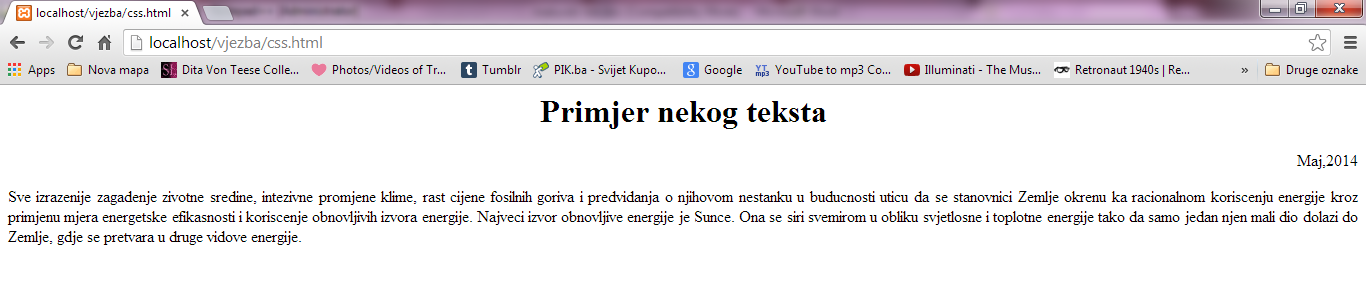 localhost/vjezba/css.html
localhost/vjezba/css.html
Apps Nova mapa Dita Von Teese Colle... Photos/Videos of Tr... Tumblr PIK.ba - Svijet Kupo... Google YouTube to mp3 Co... Illuminati - The Mus... Retronaut 1940s | Re... » Druge oznake
Primjer nekog teksta
Maj,2014
Sve izrazenije zagađenje zivotne sredine, intezivne promjene klime, rast cijene fosilnih goriva i predviđanja o njihovom nestanku u buducnosti uticu da se stanovnici Zemlje okrenu ka racionalnom koriscenju energije kroz
primjenu mjera energetske efikasnosti i koriscenje obnovljivih izvora energije. Najveci izvor obnovljive energije je Sunce. Ona se siri svemirom u obliku svjetlosne i toplotne energije tako da samo jedan njen mali dio dolazi do
Zemlje, gdje se pretvara u druge vidove energije.